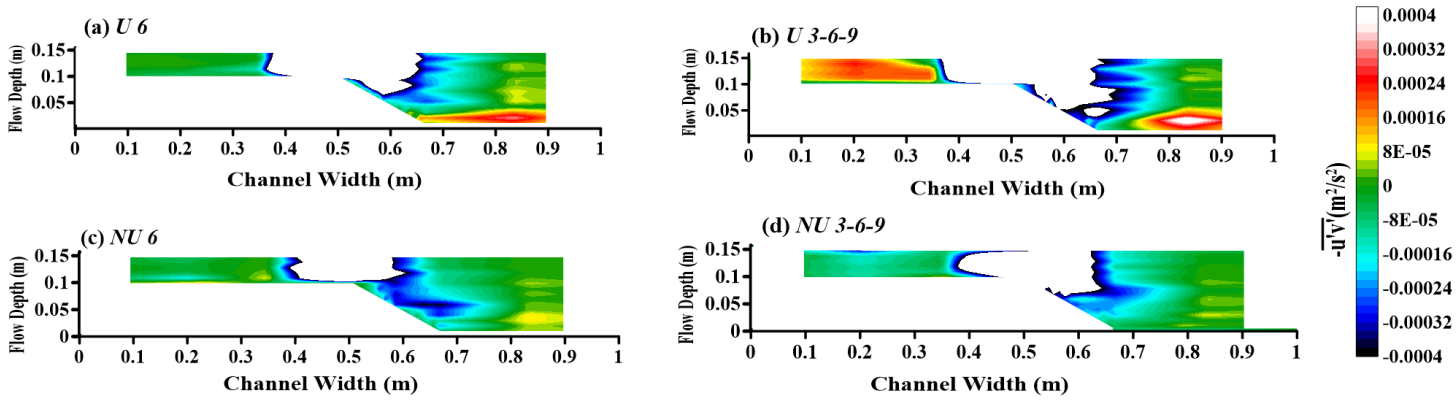 (a) U 6
Flow Depth (m)
0.15
0.1
0.05
0 0.1 0.2 0.3 0.4 0.5 0.6 0.7 0.8 0.9 1
Channel Width (m)
(b) U 3-6-9
Flow Depth (m)
0.15
0.1
0.05
0 0.1 0.2 0.3 0.4 0.5 0.6 0.7 0.8 0.9 1
Channel Width (m)
(c) NU 6
Flow Depth (m)
0.15
0.1
0.05
0
0 0.1 0.2 0.3 0.4 0.5 0.6 0.7 0.8 0.9 1
Channel Width (m)
(d) NU 3-6-9
Flow Depth (m)
0.15
0.1
0.05
0
0 0.1 0.2 0.3 0.4 0.5 0.6 0.7 0.8 0.9 1
Channel Width (m)
-u'v'(m²/s²)
0.0004
0.00032
0.00024
0.00016
8E-05
0
-8E-05
-0.00016
-0.00024
-0.00032
-0.0004